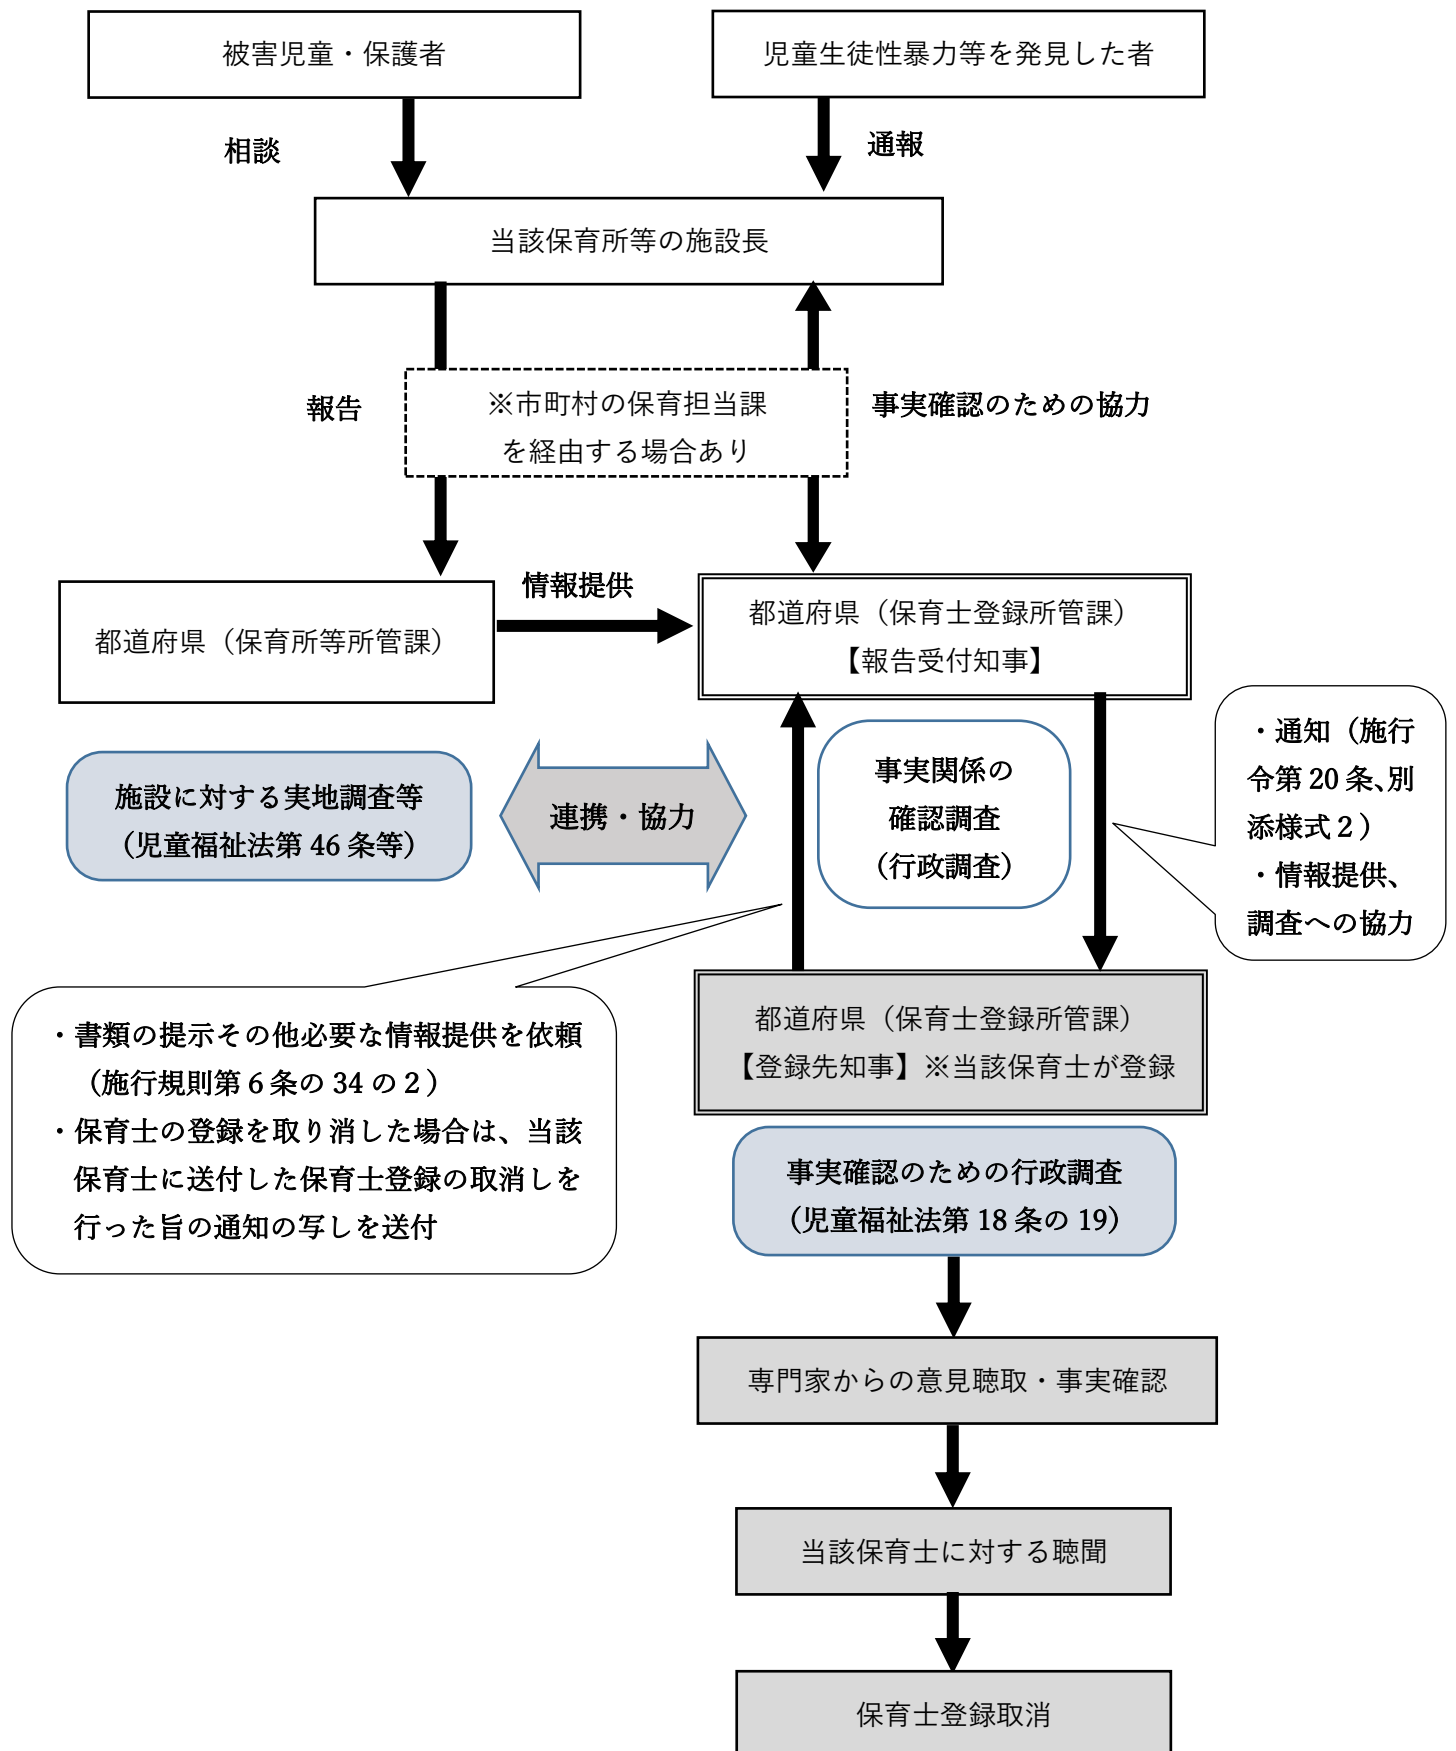 被害児童・保護者
児童生徒性暴力等を発見した者
相談
通報
当該保育所等の施設長
報告
※市町村の保育担当課
を経由する場合あり
事実確認のための協力
都道府県（保育所等所管課）
情報提供
都道府県（保育士登録所管課）
【報告受付知事】
施設に対する実地調査等
（児童福祉法第 46 条等）
連携・協力
事実関係の
確認調査
（行政調査）
・通知（施行
令第 20 条、別
添様式２）
・情報提供、
調査への協力
・書類の提示その他必要な情報提供を依頼
（施行規則第６条の 34 の２）
・保育士の登録を取り消した場合は、当該
保育士に送付した保育士登録の取消しを
行った旨の通知の写しを送付
都道府県（保育士登録所管課）
【登録先知事】※当該保育士が登録
事実確認のための行政調査
（児童福祉法第 18 条の 19）
専門家からの意見聴取・事実確認
当該保育士に対する聴聞
保育士登録取消